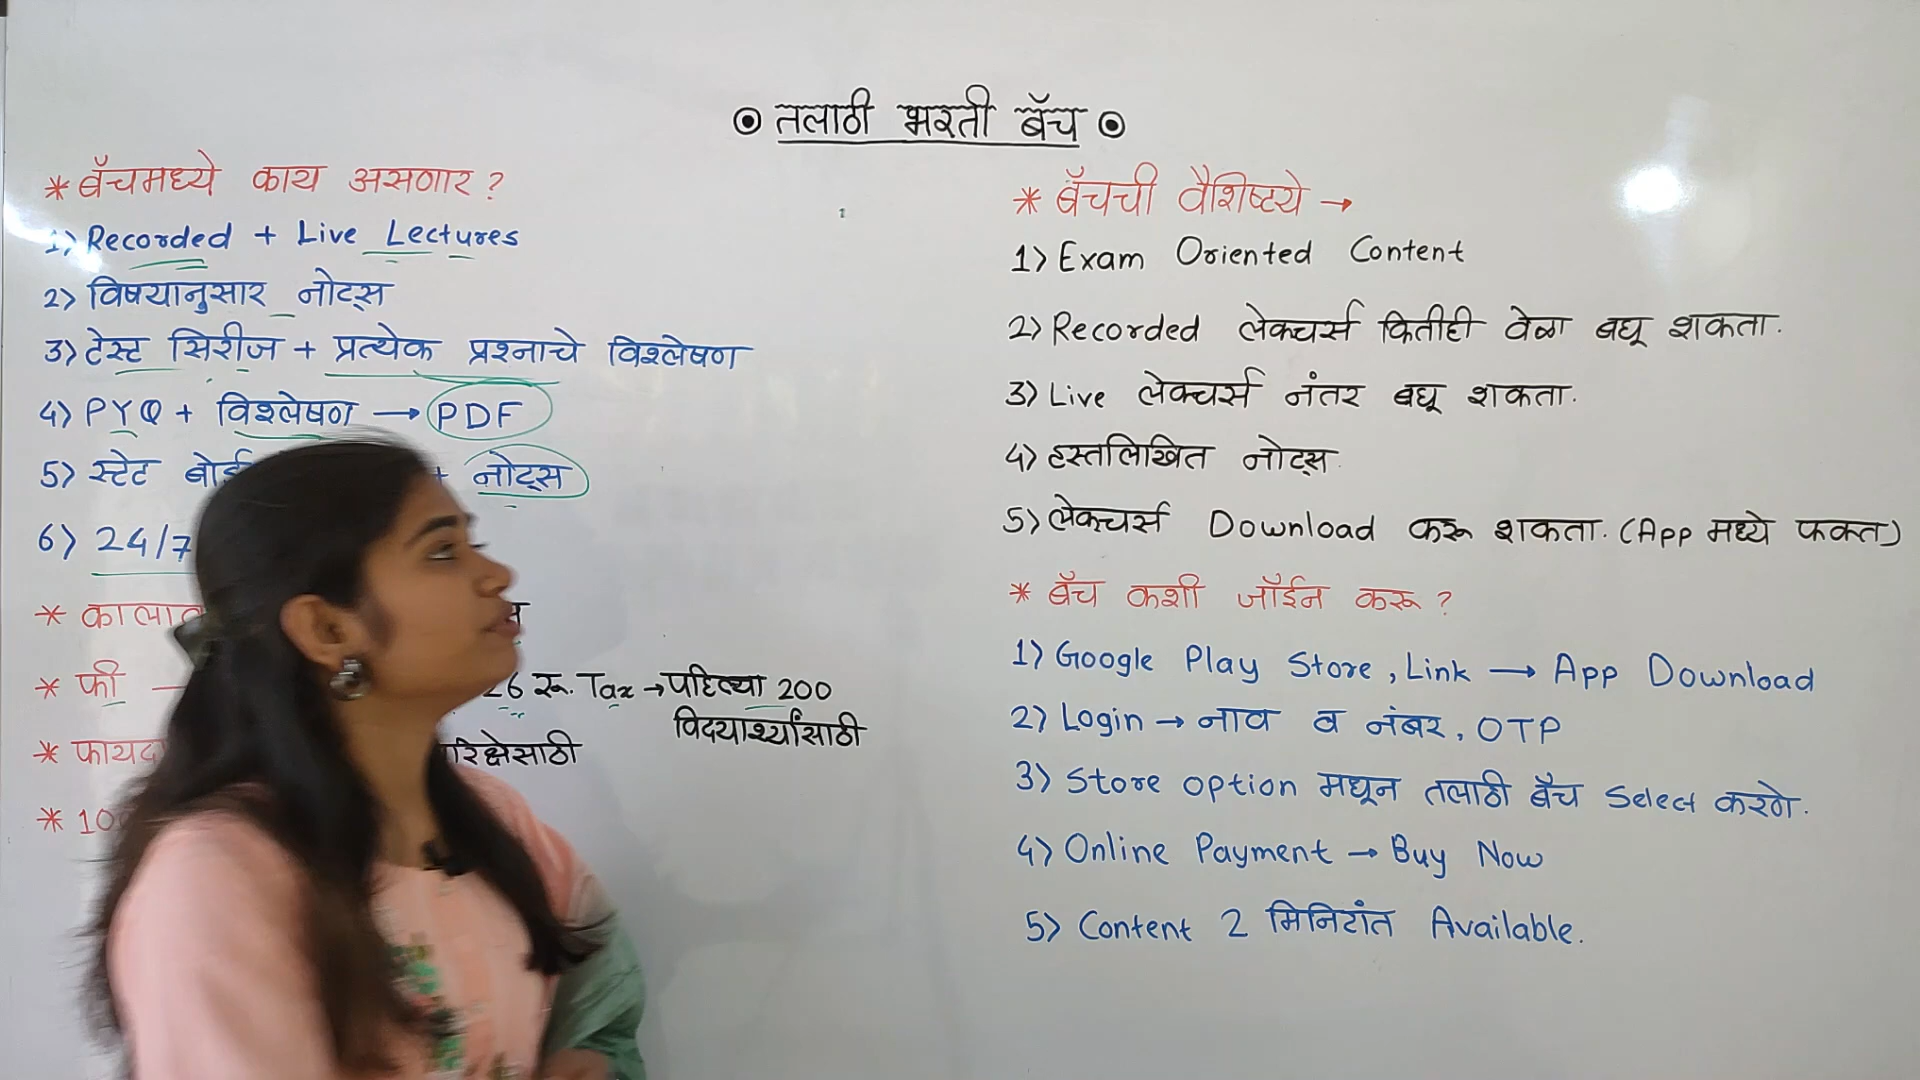 तलाठी भरती बॅच
* बॅचमध्ये काय असणार?
1) Recorded + Live Lectures
2) विषयानुसार नोट्स
3) टेस्ट सिरीज + प्रत्येक प्रश्नाचे विश्लेषण
4) PYQ + विश्लेषण → PDF
5) स्टेट बोर्ड + नोट्स
6) 24/7
* फी 26 रू. Tax → पहिल्या 200
विद्यार्थ्यांसाठी
* बॅचची वैशिष्टये →
1) Exam Oriented Content
2) Recorded लेक्चर्स कितीही वेळा बघू शकता.
3) Live लेक्चर्स नंतर बघू शकता.
4) हस्तलिखित नोट्स.
5) लेक्चर्स Download करू शकता. (App मध्ये फक्त)
* बॅच कशी जॉईन करू?
1) Google Play Store, Link → App Download
2) Login → नाव व नंबर, OTP
3) Store option मधून तलाठी बॅच Select करणे.
4) Online Payment → Buy Now
5) Content 2 मिनिटांत Available.